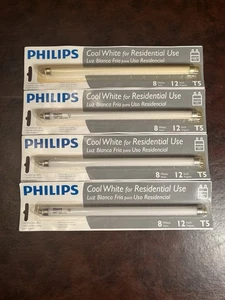 PHILIPS
Cool White for Residential Use
Luz Blanca Fría para Uso Residencial
8 12 T5
PHILIPS
Cool White for Residential Use
Luz Blanca Fría para Uso Residencial
8 12 T5
PHILIPS
Cool White for Residential Use
Luz Blanca Fría para Uso Residencial
8 12 T5
PHILIPS
Cool White for Residential Use
Luz Blanca Fría para Uso Residencial
8 12 T5